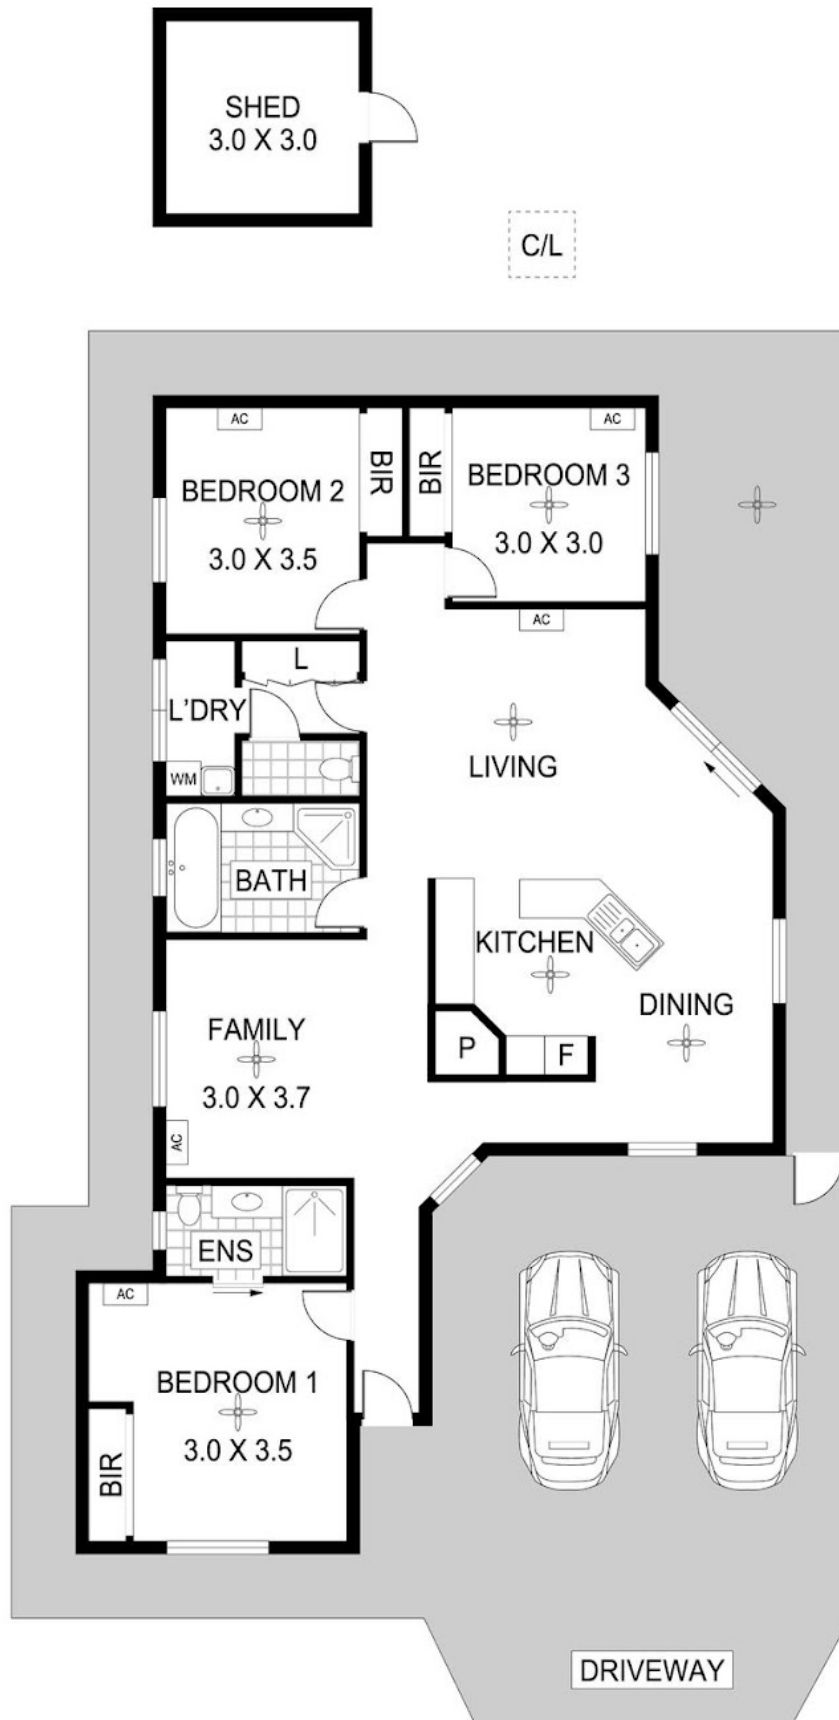 SHED
3.0 X 3.0
C/L
AC
AC
BEDROOM 2
3.0 X 3.5
BIR
BIR
BEDROOM 3
3.0 X 3.0
AC
L
L'DRY
WM
LIVING
BATH
KITCHEN
DINING
FAMILY
3.0 X 3.7
P
F
AC
ENS
AC
BEDROOM 1
3.0 X 3.5
BIR
DRIVEWAY